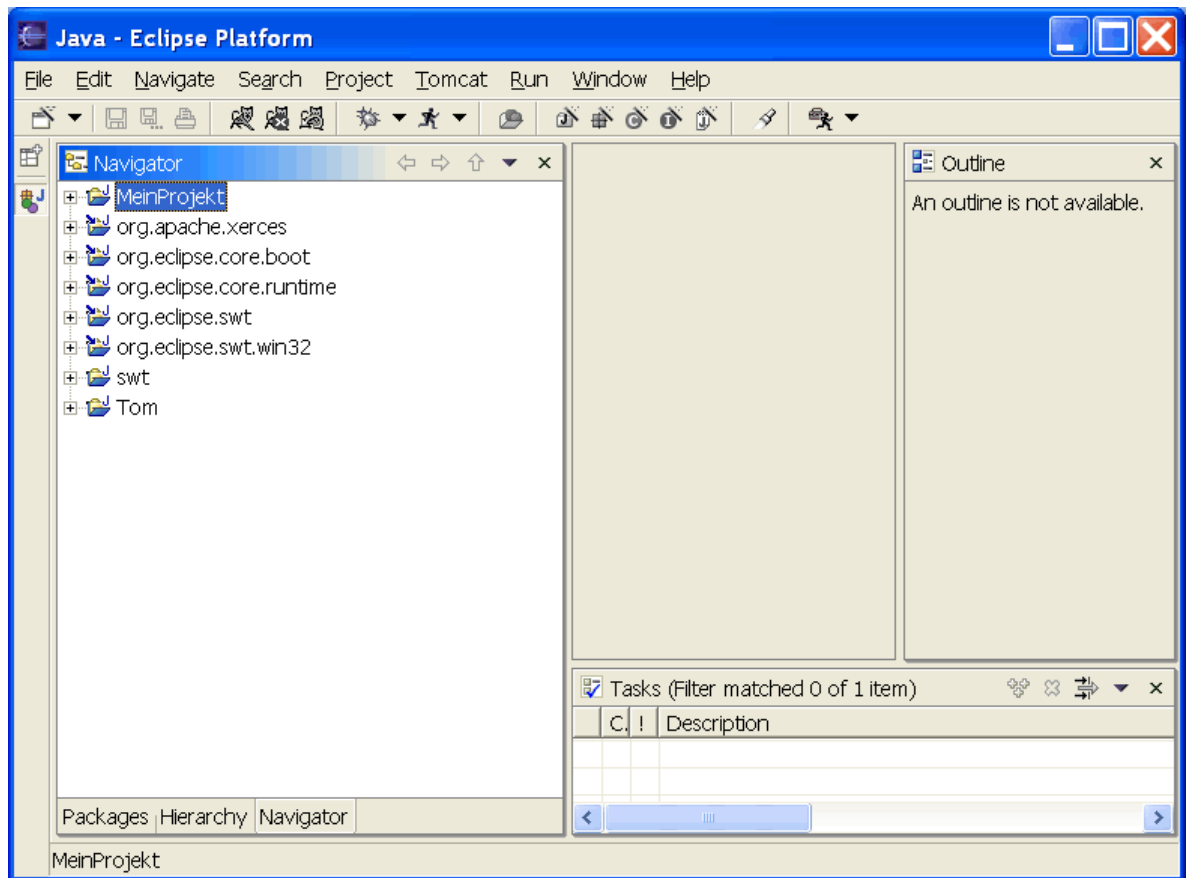 Java - Eclipse Platform
File Edit Navigate Search Project Tomcat Run Window Help
Navigator
MeinProjekt
org.apache.xerces
org.eclipse.core.boot
org.eclipse.core.runtime
org.eclipse.swt
org.eclipse.swt.win32
swt
Tom
Packages Hierarchy Navigator
Outline
An outline is not available.
Tasks (Filter matched 0 of 1 item)
C. ! Description
MeinProjekt